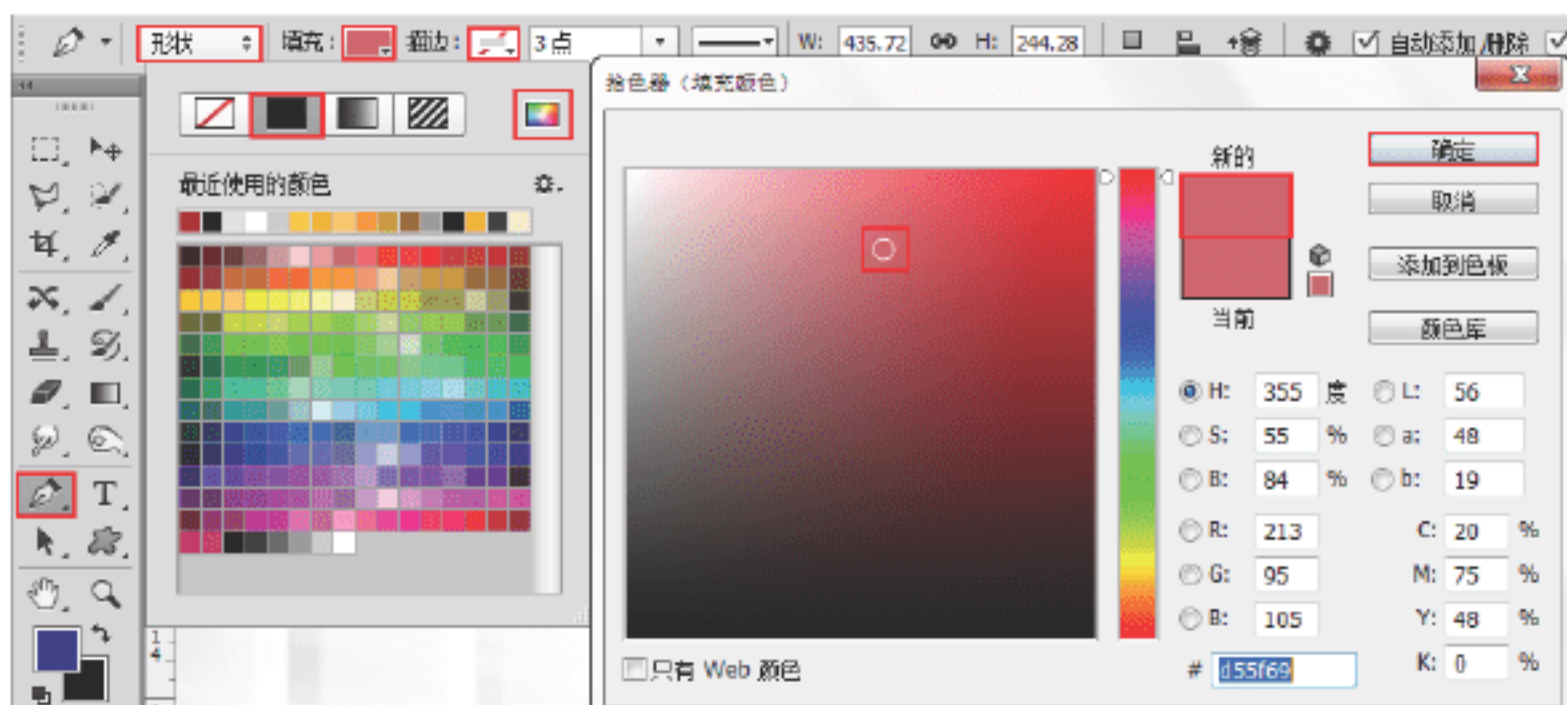 形状 填充: 描边: 3点 W: 435.72 H: 244.28 自动添加/删除
拾色器（填充颜色）
最近使用的颜色
新的
当前
确定
取消
添加到色板
颜色库
H: 355 度 L: 56
S: 55 % a: 48
B: 84 % b: 19
R: 213 C: 20 %
G: 95 M: 75 %
B: 105 Y: 48 %
# d55f69 K: 0 %
只有 Web 颜色
T
1
4